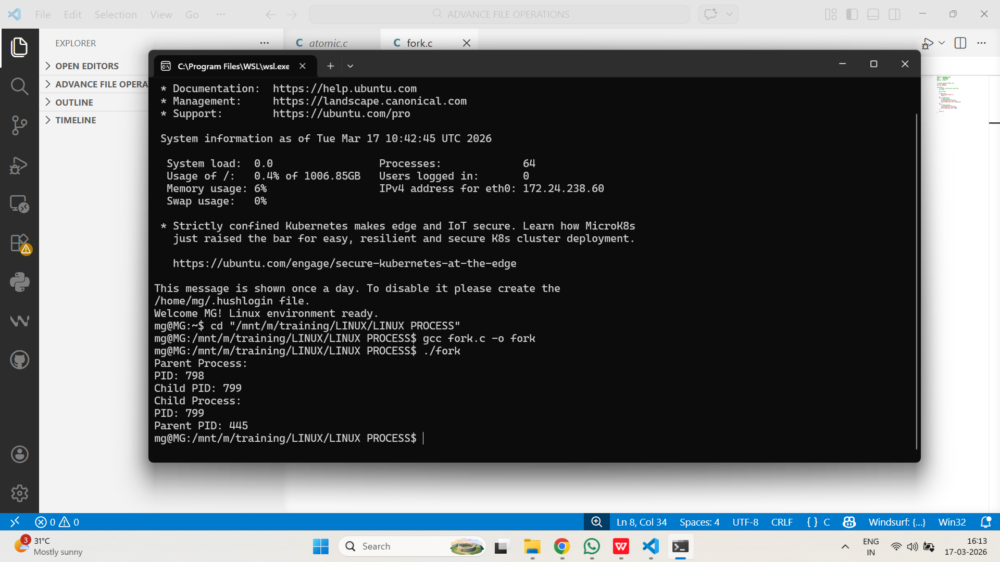 File Edit Selection View Go ··· ADVANCE FILE OPERATIONS
EXPLORER ···
atomic.c
fork.c
OPEN EDITORS
ADVANCE FILE OPERA
OUTLINE
TIMELINE
C:\Program Files\WSL\wsl.exe
* Documentation: https://help.ubuntu.com
* Management: https://landscape.canonical.com
* Support: https://ubuntu.com/pro
System information as of Tue Mar 17 10:42:45 UTC 2026
System load: 0.0 Processes: 64
Usage of /: 0.4% of 1006.85GB Users logged in: 0
Memory usage: 6% IPv4 address for eth0: 172.24.238.60
Swap usage: 0%
* Strictly confined Kubernetes makes edge and IoT secure. Learn how MicroK8s
just raised the bar for easy, resilient and secure K8s cluster deployment.
https://ubuntu.com/engage/secure-kubernetes-at-the-edge
This message is shown once a day. To disable it please create the
/home/mg/.hushlogin file.
Welcome MG! Linux environment ready.
mg@MG:~$ cd "/mnt/m/training/LINUX/LINUX PROCESS"
mg@MG:/mnt/m/training/LINUX/LINUX PROCESS$ gcc fork.c -o fork
mg@MG:/mnt/m/training/LINUX/LINUX PROCESS$ ./fork
Parent Process:
PID: 798
Child PID: 799
Child Process:
PID: 799
Parent PID: 445
mg@MG:/mnt/m/training/LINUX/LINUX PROCESS$
0 0 Ln 8, Col 34 Spaces: 4 UTF-8 CRLF { } C Windsurf: {...} Win32
3 31°C
Mostly sunny
Search
ENG
IN
16:13
17-03-2026